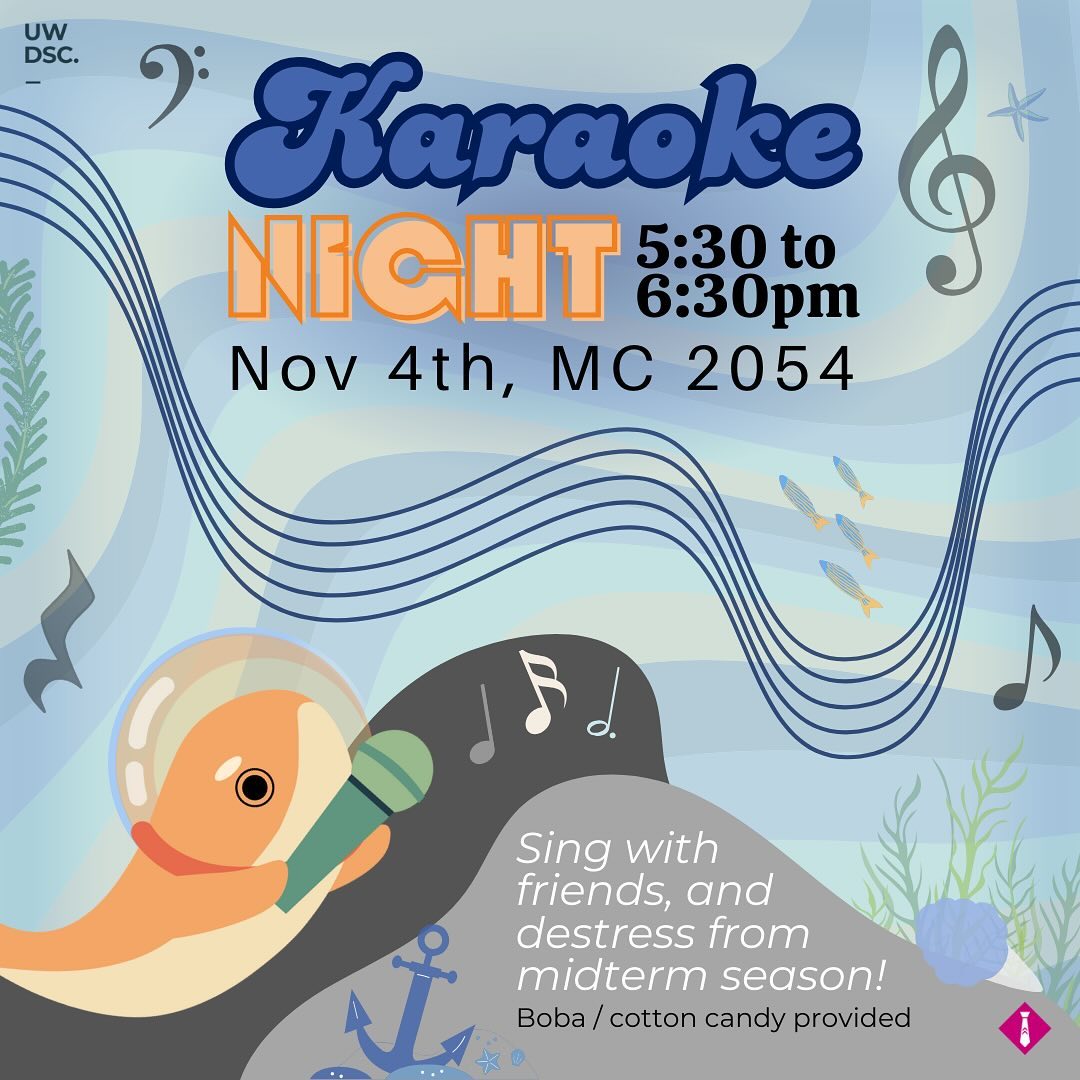 UW
DSC.
Karaoke
NIGHT
5:30 to
6:30pm
Nov 4th, MC 2054
Sing with
friends, and
destress from
midterm season!
Boba / cotton candy provided